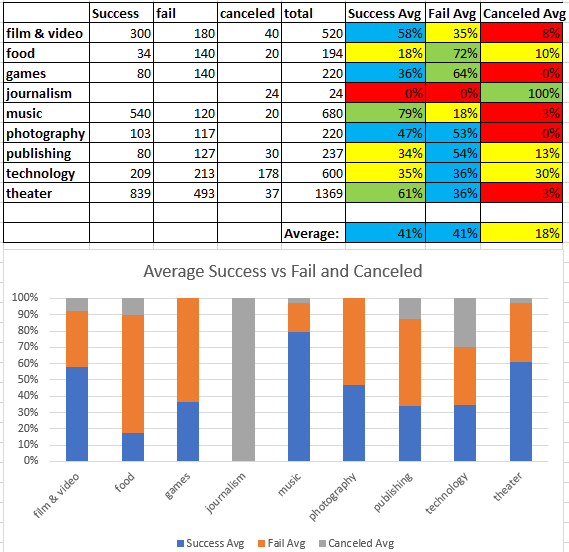 Success fail canceled total Success Avg Fail Avg Canceled Avg
film & video 300 180 40 520 58% 35% 8%
food 34 140 20 194 18% 72% 10%
games 80 140 220 36% 64% 0%
journalism 24 24 0% 0% 100%
music 540 120 20 680 79% 18% 3%
photography 103 117 220 47% 53% 0%
publishing 80 127 30 237 34% 54% 13%
technology 209 213 178 600 35% 36% 30%
theater 839 493 37 1369 61% 36% 3%
Average: 41% 41% 18%
Average Success vs Fail and Canceled
100%
90%
80%
70%
60%
50%
40%
30%
20%
10%
0%
film & video food games journalism music photography publishing technology theater
Success Avg Fail Avg Canceled Avg